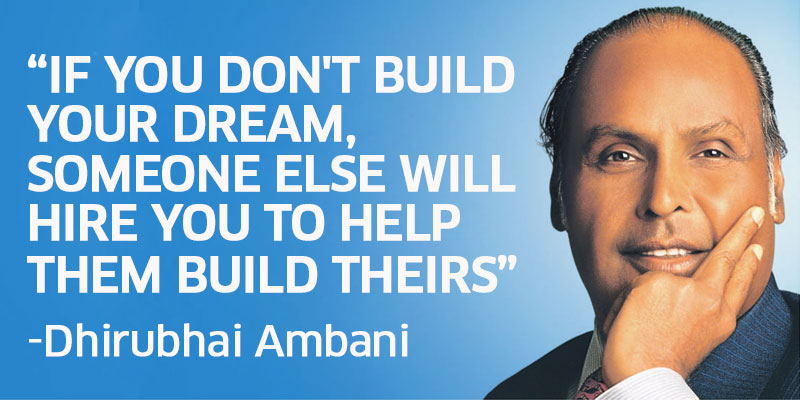 “IF YOU DON'T BUILD
YOUR DREAM,
SOMEONE ELSE WILL
HIRE YOU TO HELP
THEM BUILD THEIRS”
-Dhirubhai Ambani